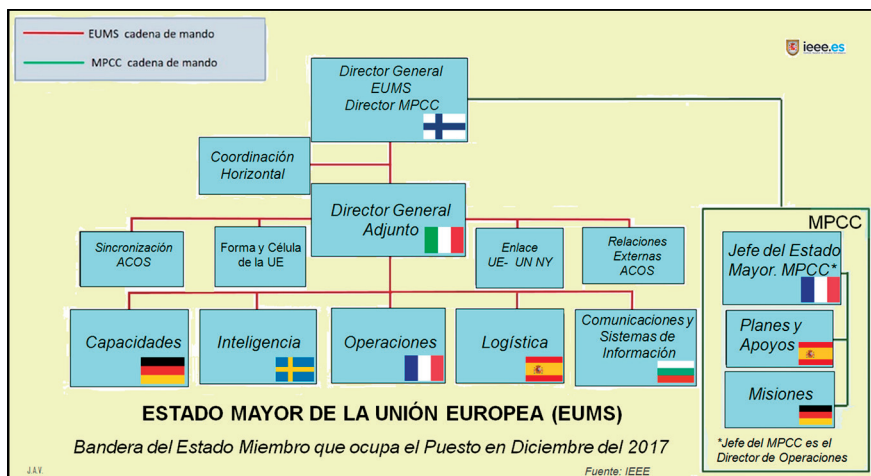 EUMS cadena de mando
MPCC cadena de mando
ieee.es
Director General
EUMS
Director MPCC
Coordinación
Horizontal
Director General
Adjunto
Sincronización
ACOS
Forma y Célula
de la UE
Enlace
UE- UN NY
Relaciones
Externas
ACOS
MPCC
Jefe del Estado
Mayor. MPCC*
Planes y
Apoyos
Misiones
*Jefe del MPCC es el
Director de Operaciones
Capacidades
Inteligencia
Operaciones
Logística
Comunicaciones y
Sistemas de
Información
ESTADO MAYOR DE LA UNIÓN EUROPEA (EUMS)
Bandera del Estado Miembro que ocupa el Puesto en Diciembre del 2017
J.A.V.
Fuente: IEEE